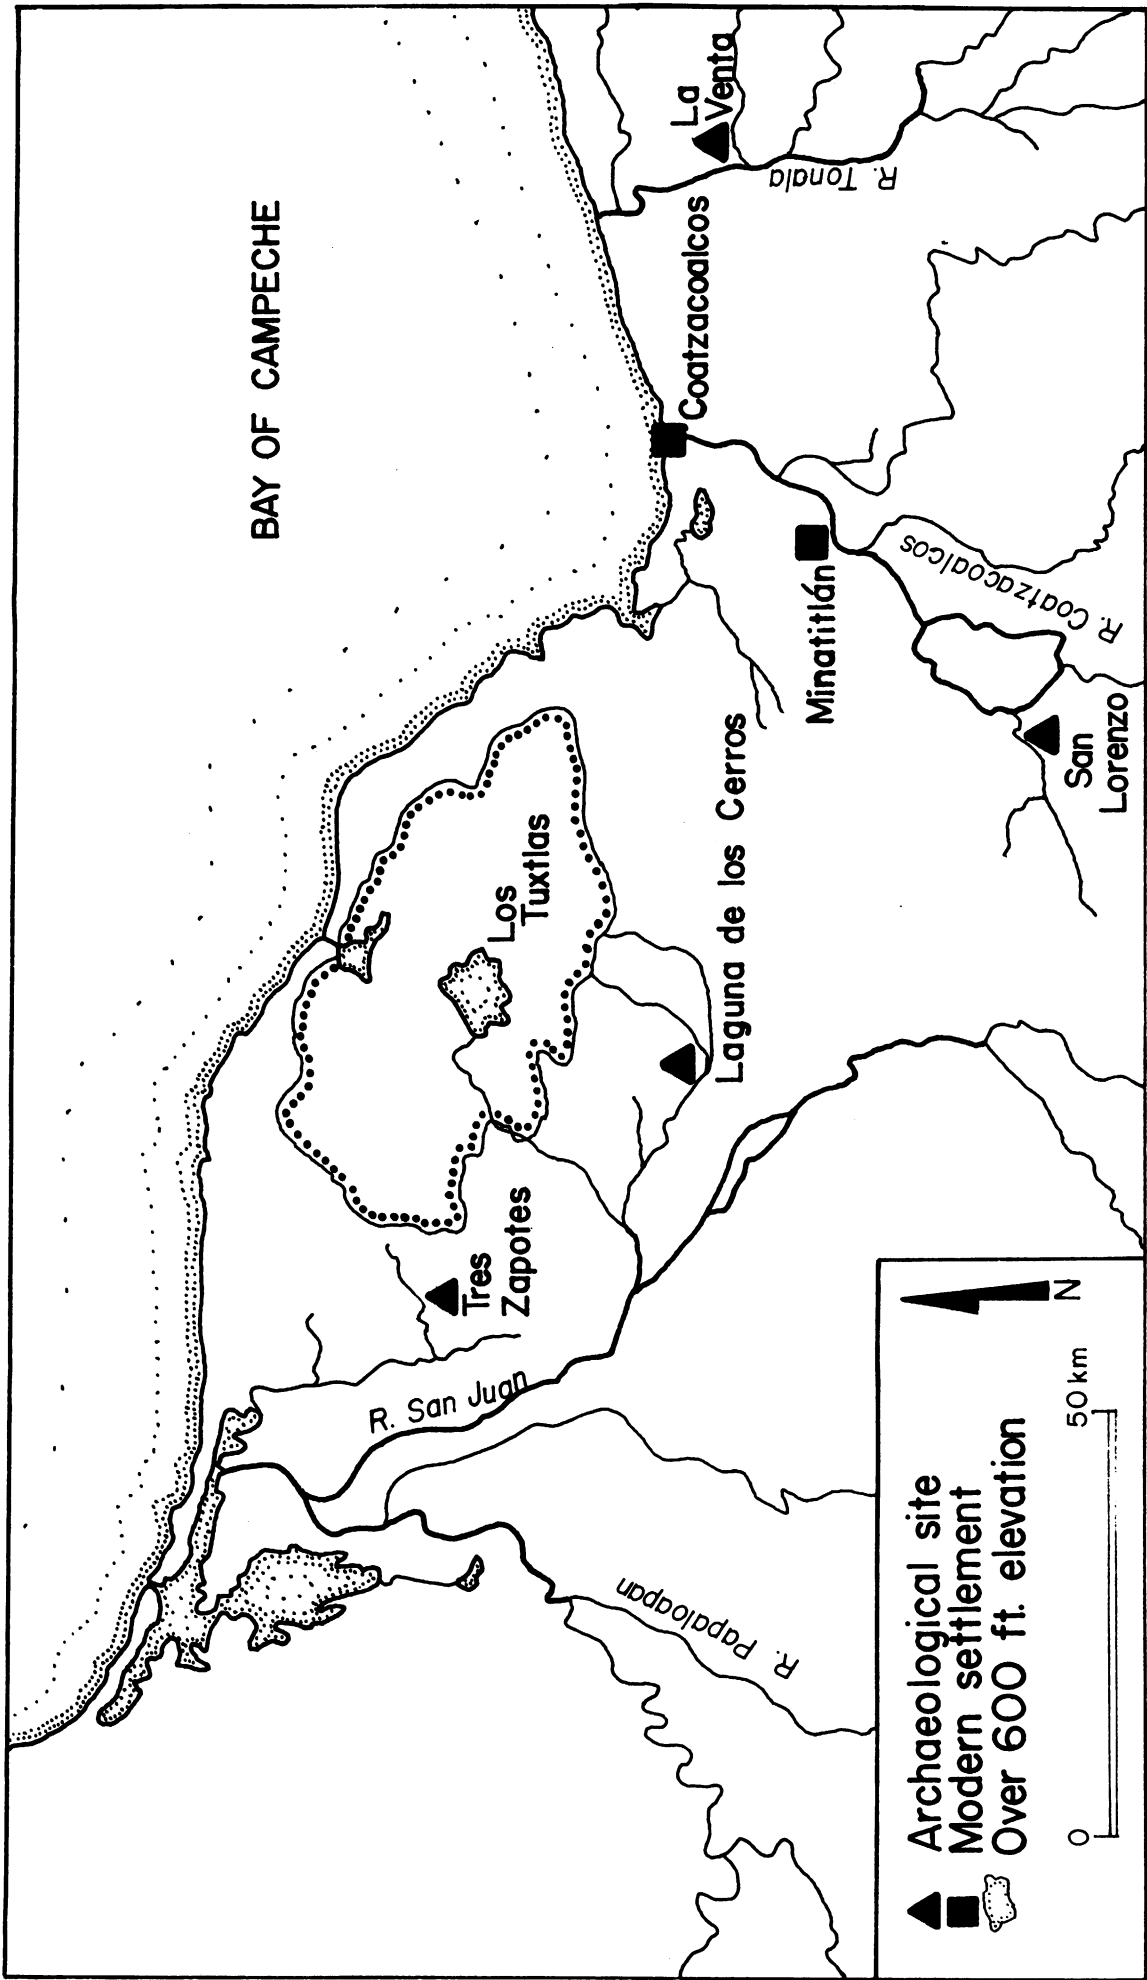 BAY OF CAMPECHE
Los
Tuxtlas
Tres
Zapotes
R. San Juan
R. Papaloapan
Laguna de los Cerros
Coatzacoalcos
La
Venta
R. Tonala
Minatitlán
R. Coatzacoalcos
San
Lorenzo
Archaeological site
Modern settlement
Over 600 ft. elevation
0
50 km
N